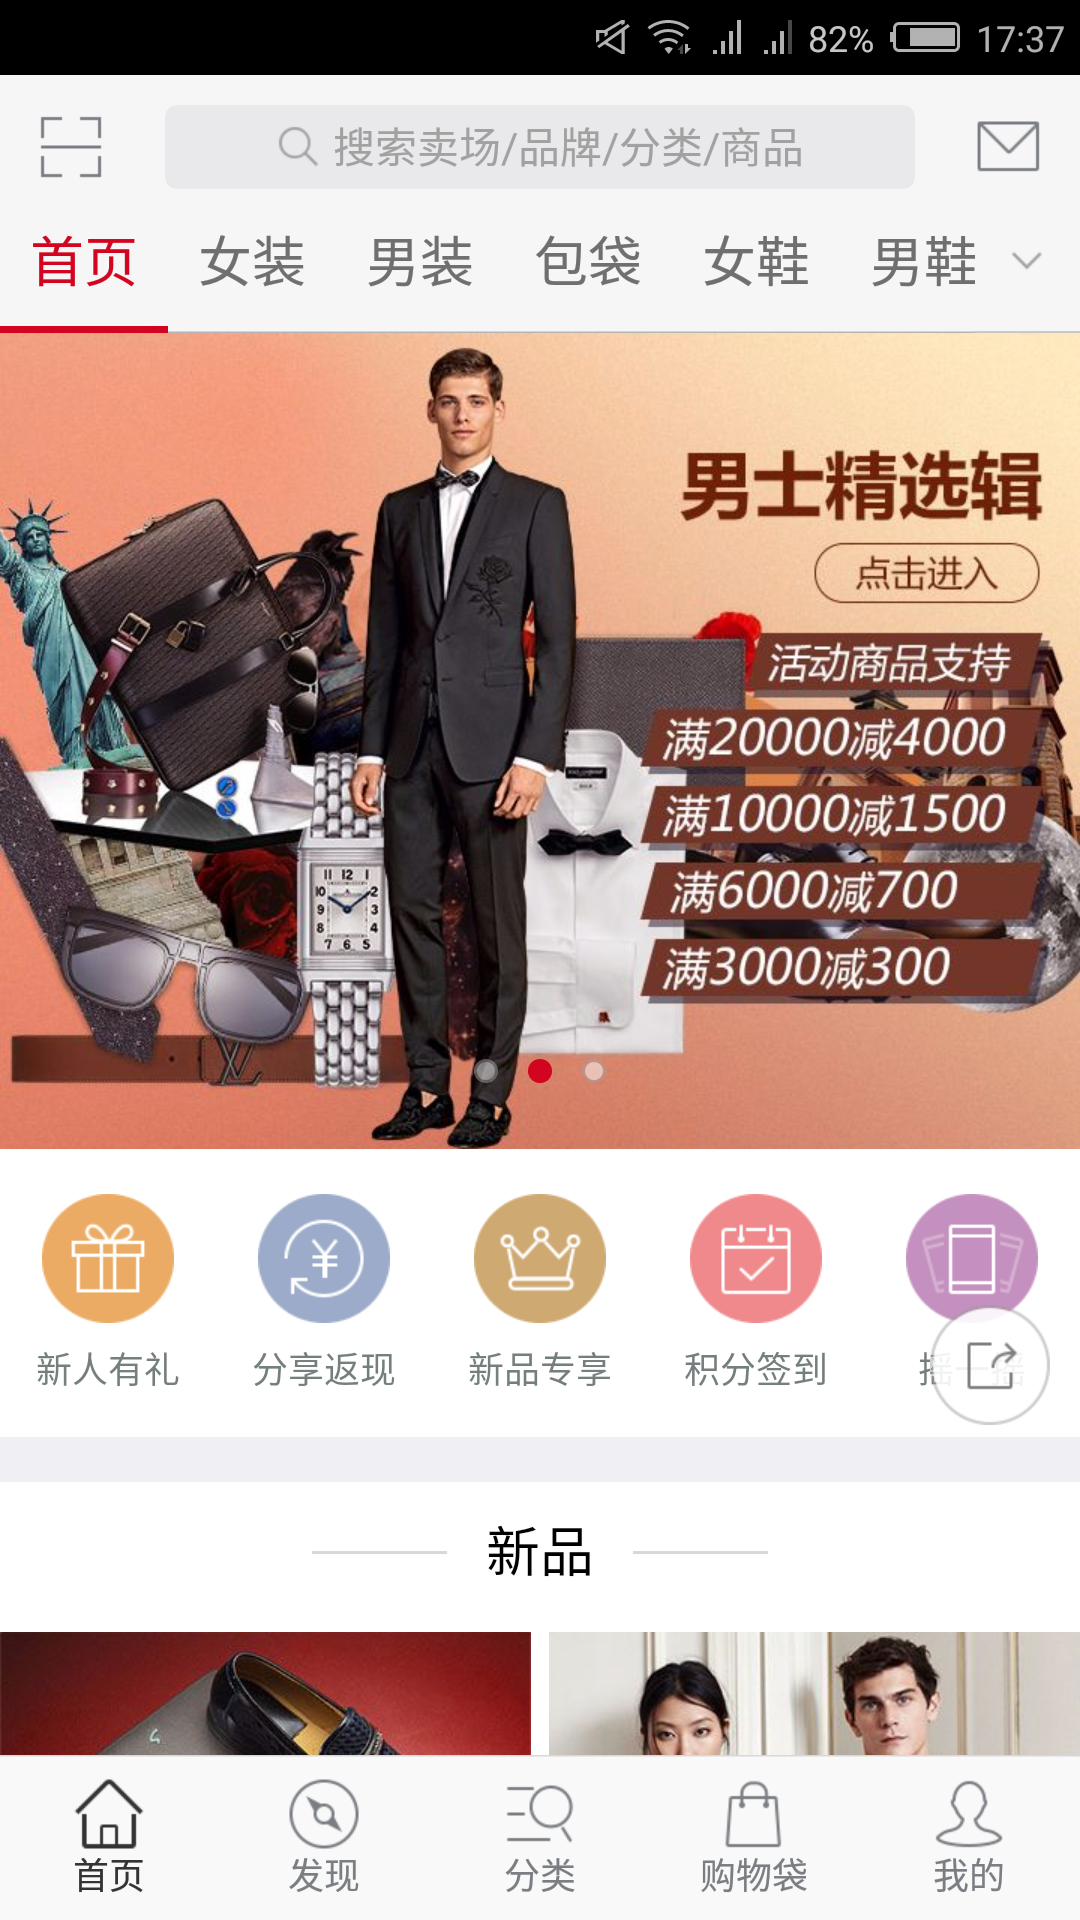 82% 17:37
搜索卖场/品牌/分类/商品
首页 女装 男装 包袋 女鞋 男鞋
男士精选辑
点击进入
活动商品支持
满20000减4000
满10000减1500
满6000减700
满3000减300
新人有礼 分享返现 新品专享 积分签到 摇一摇
新品
首页 发现 分类 购物袋 我的